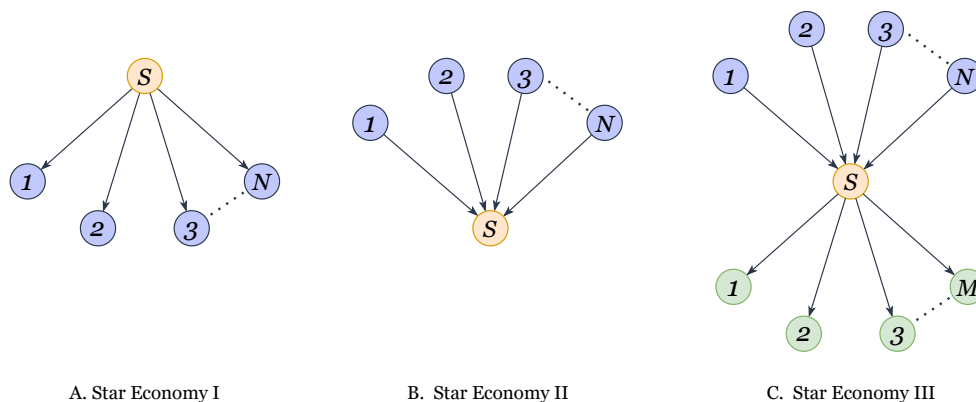 2 3
S 2 3 1 N
1 N
1 N S
2 3 S
1 M
2 3
A. Star Economy I B. Star Economy II C. Star Economy III